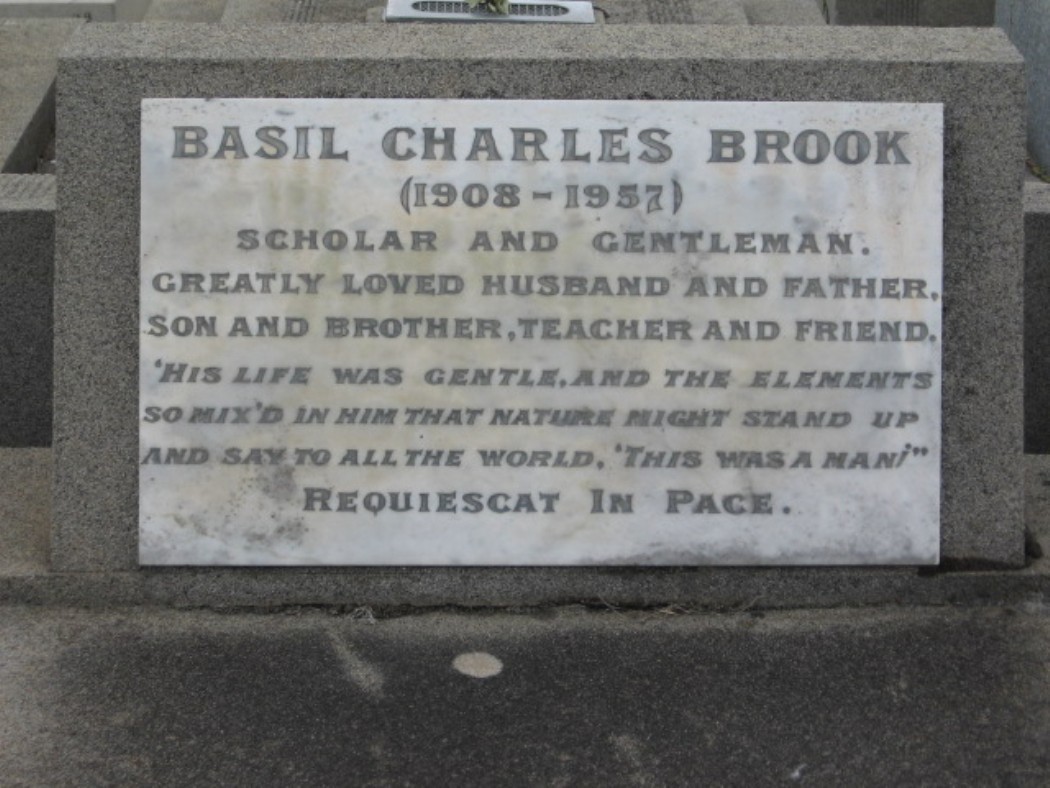 BASIL CHARLES BROOK
(1908 - 1957)
SCHOLAR AND GENTLEMAN.
GREATLY LOVED HUSBAND AND FATHER,
SON AND BROTHER, TEACHER AND FRIEND.
'HIS LIFE WAS GENTLE, AND THE ELEMENTS
SO MIX'D IN HIM THAT NATURE MIGHT STAND UP
AND SAY TO ALL THE WORLD, 'THIS WAS A MAN!'"
REQUIESCAT IN PACE.